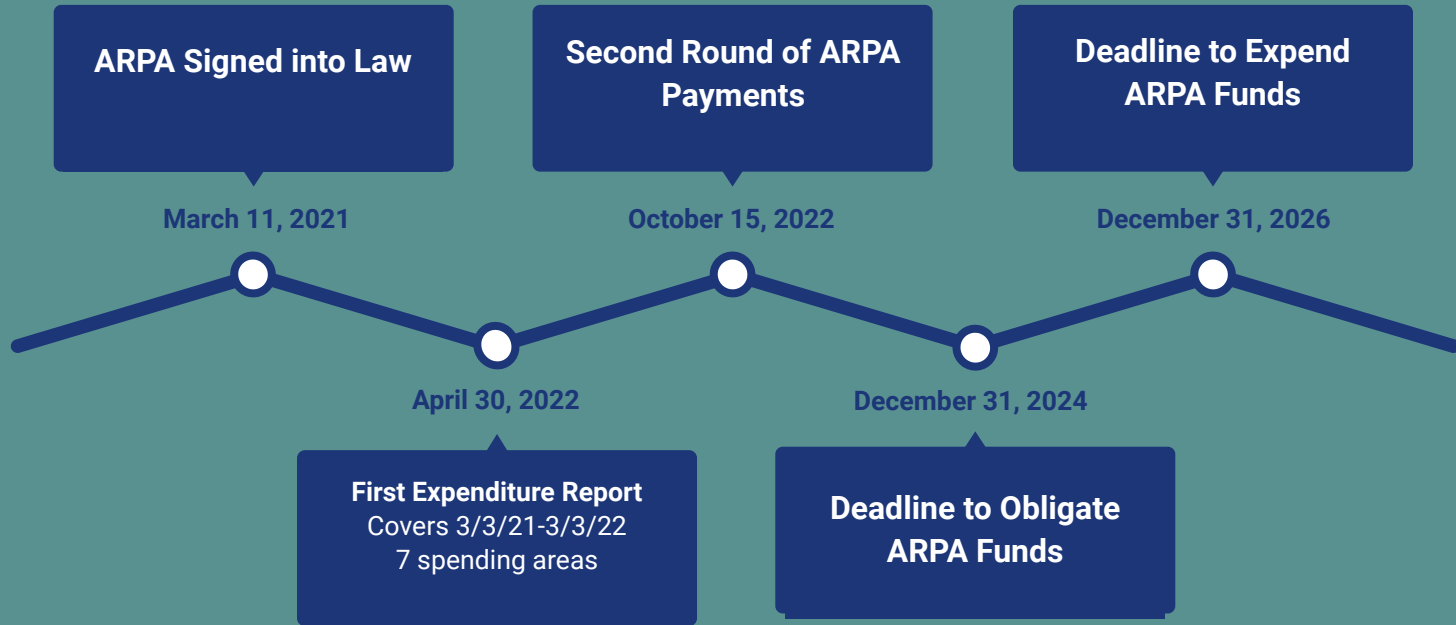 ARPA Signed into Law
March 11, 2021
First Expenditure Report
Covers 3/3/21-3/3/22
7 spending areas
April 30, 2022
Second Round of ARPA
Payments
October 15, 2022
Deadline to Obligate
ARPA Funds
December 31, 2024
Deadline to Expend
ARPA Funds
December 31, 2026